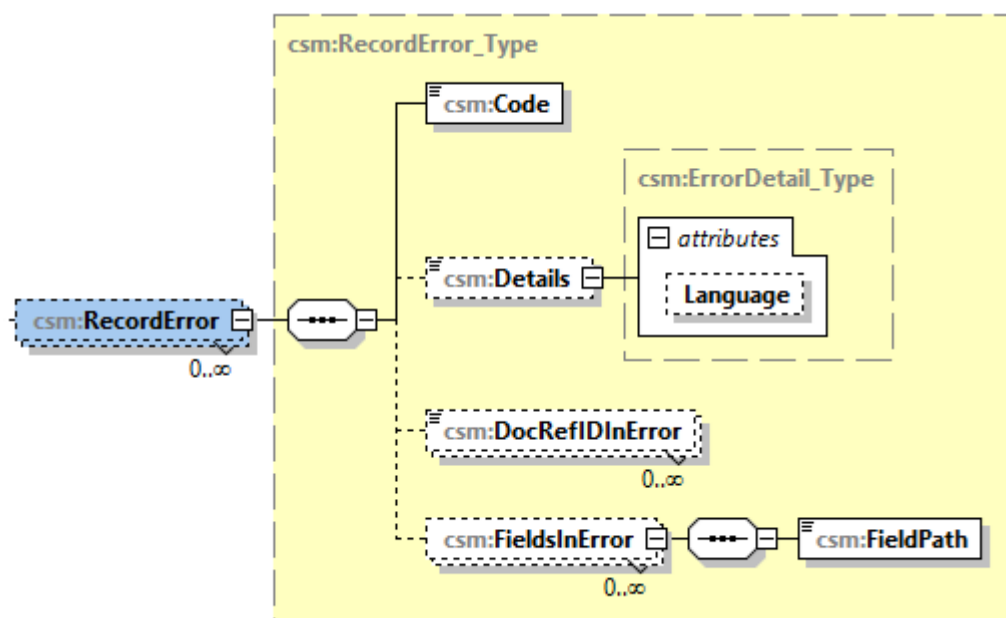 csm:RecordError_Type
csm:Code
csm:ErrorDetail_Type
attributes
csm:Details
Language
csm:RecordError
0..∞
csm:DocRefIDInError
0..∞
csm:FieldsInError
csm:FieldPath
0..∞